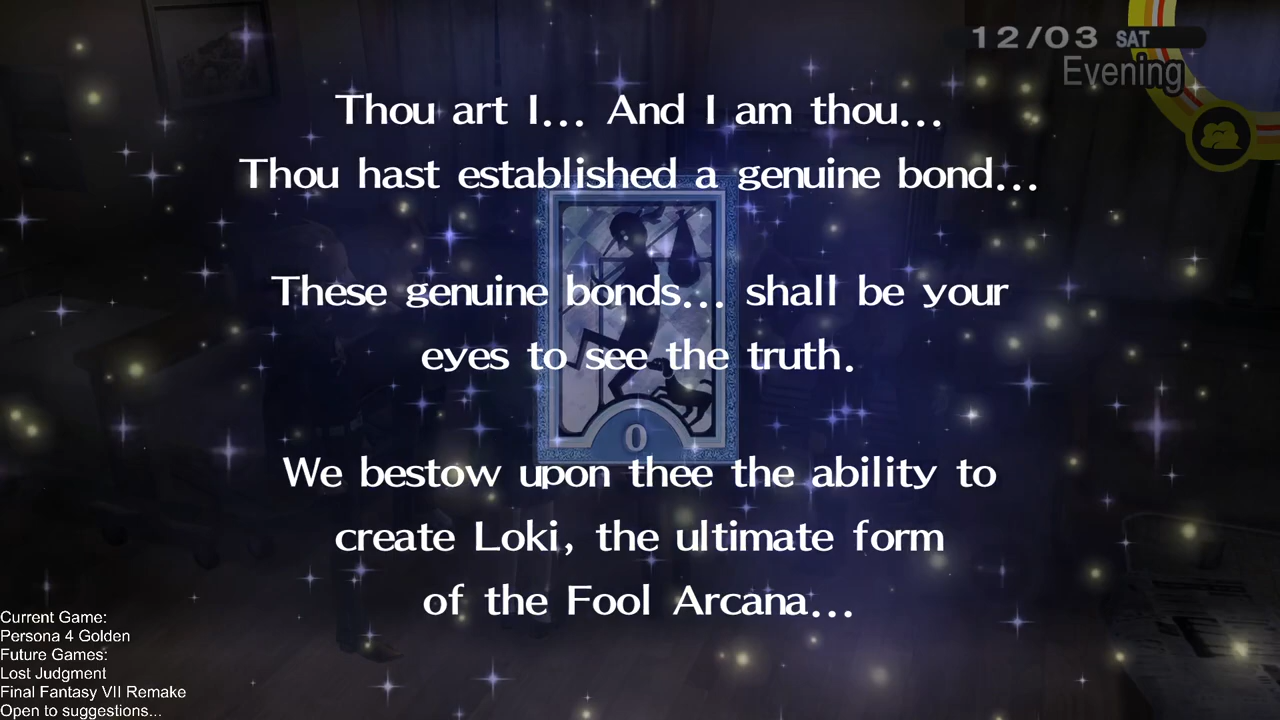 12/03 SAT
Evening
Thou art I... And I am thou...
Thou hast established a genuine bond...
These genuine bonds... shall be your
eyes to see the truth.
0
We bestow upon thee the ability to
create Loki, the ultimate form
of the Fool Arcana...
Current Game:
Persona 4 Golden
Future Games:
Lost Judgment
Final Fantasy VII Remake
Open to suggestions...